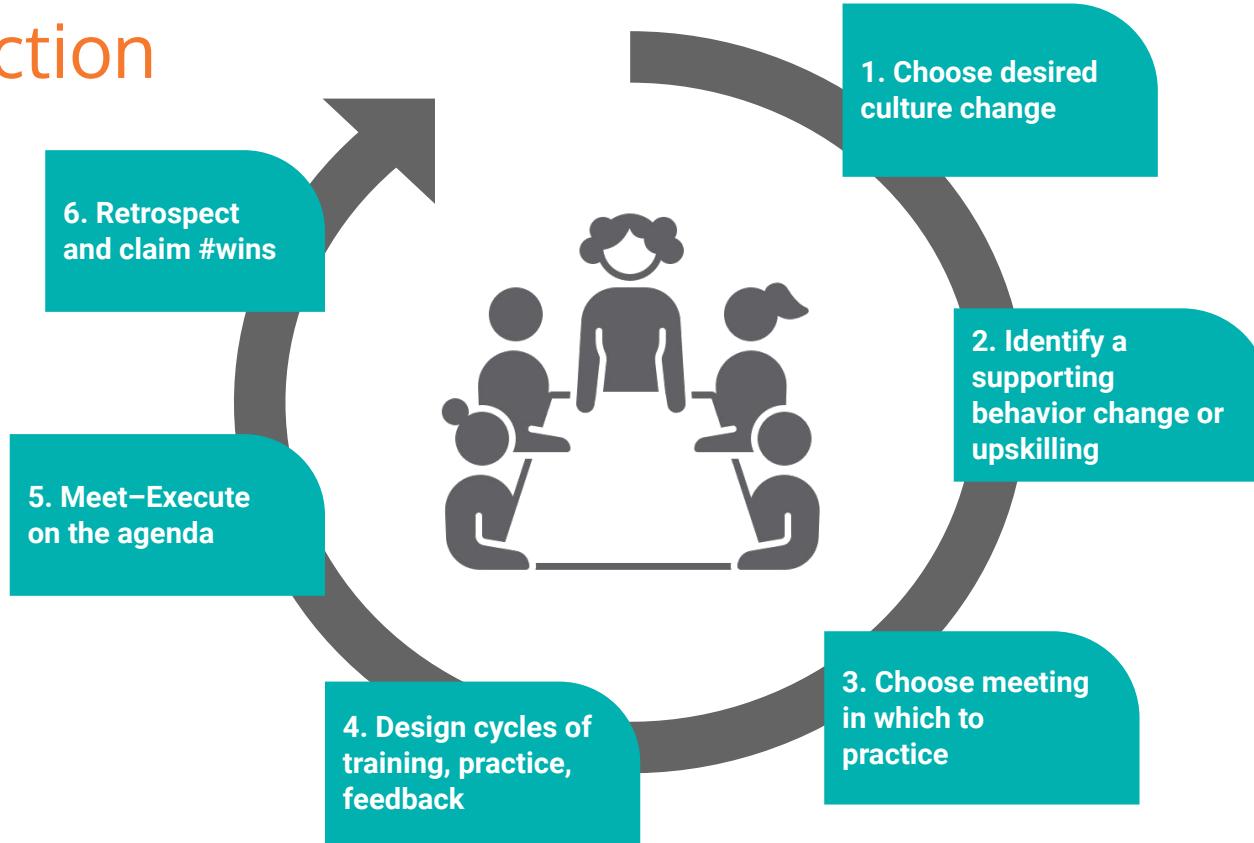 ction
1. Choose desired
culture change
2. Identify a
supporting
behavior change or
upskilling
3. Choose meeting
in which to
practice
4. Design cycles of
training, practice,
feedback
5. Meet–Execute
on the agenda
6. Retrospect
and claim #wins